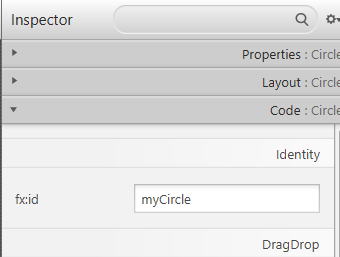 Inspector
Properties : Circle
Layout : Circle
Code : Circle
Identity
fx:id myCircle
DragDrop